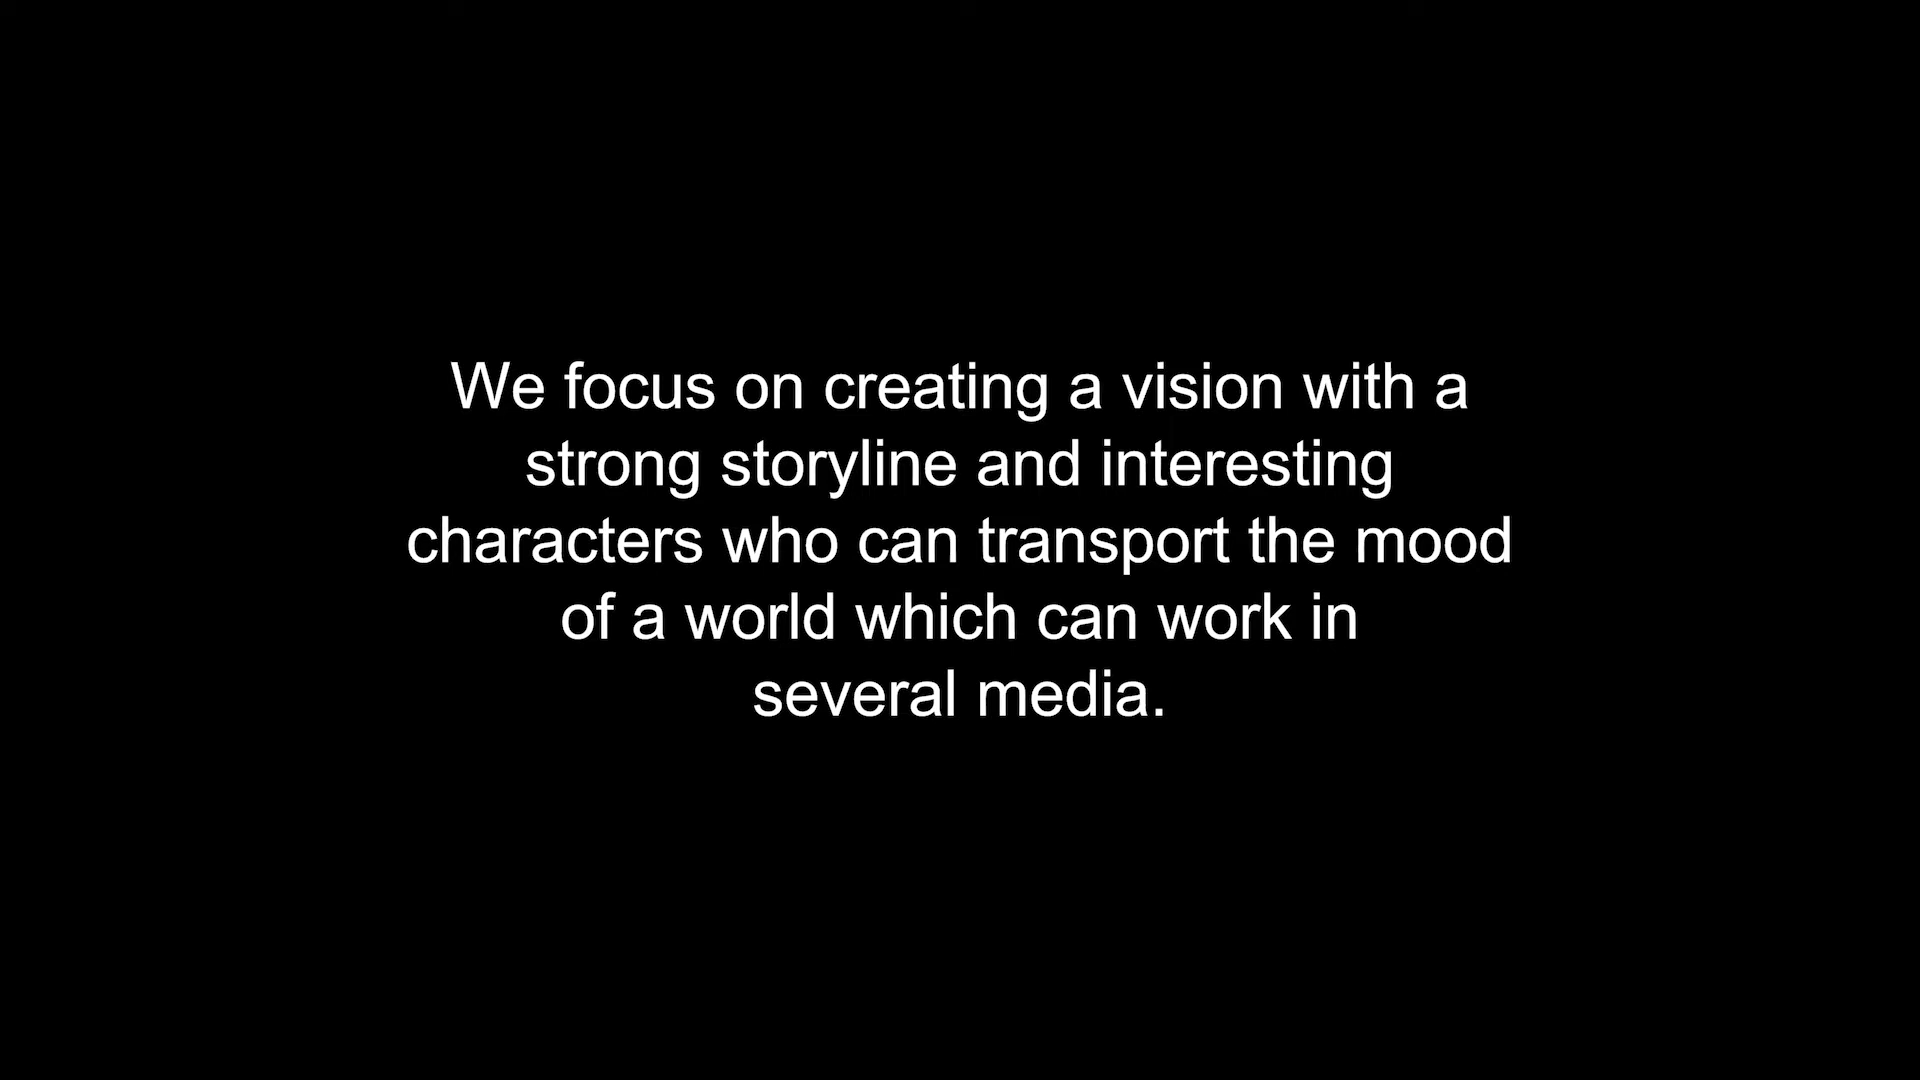 We focus on creating a vision with a
strong storyline and interesting
characters who can transport the mood
of a world which can work in
several media.